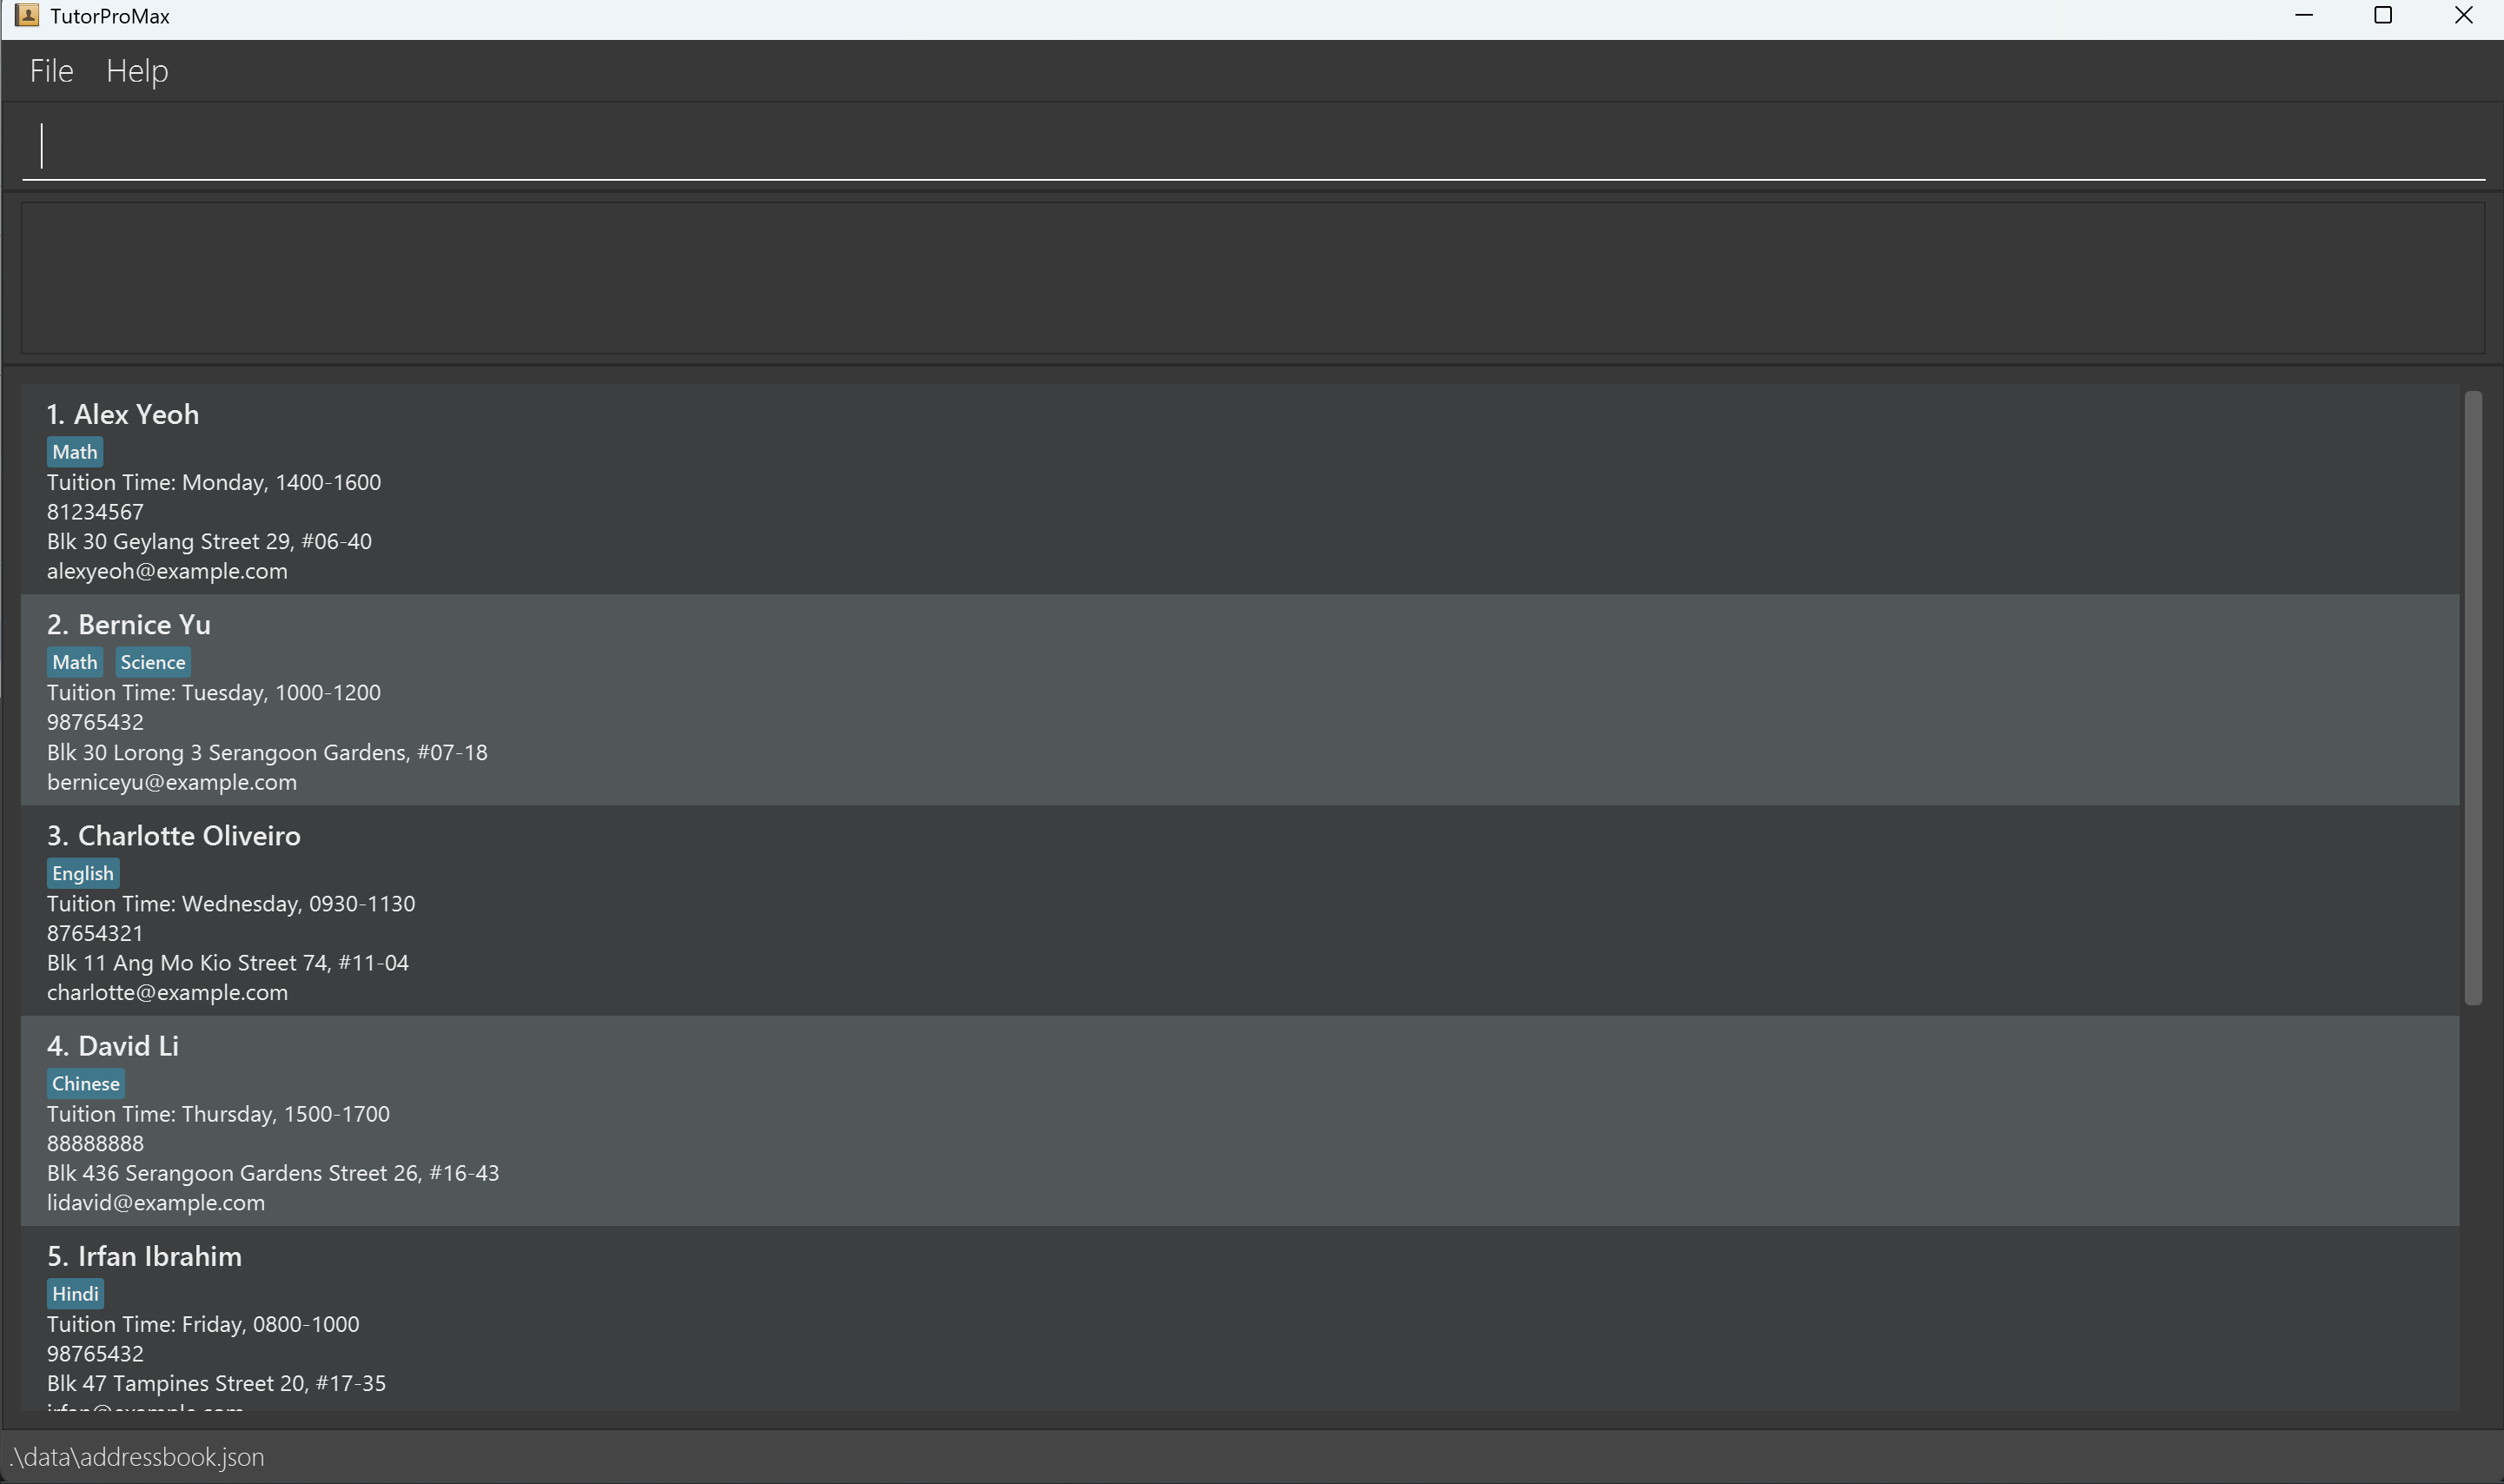 TutorProMax
File Help
1. Alex Yeoh
Math
Tuition Time: Monday, 1400-1600
81234567
Blk 30 Geylang Street 29, #06-40
alexyeoh@example.com
2. Bernice Yu
Math Science
Tuition Time: Tuesday, 1000-1200
98765432
Blk 30 Lorong 3 Serangoon Gardens, #07-18
berniceyu@example.com
3. Charlotte Oliveiro
English
Tuition Time: Wednesday, 0930-1130
87654321
Blk 11 Ang Mo Kio Street 74, #11-04
charlotte@example.com
4. David Li
Chinese
Tuition Time: Thursday, 1500-1700
88888888
Blk 436 Serangoon Gardens Street 26, #16-43
lidavid@example.com
5. Irfan Ibrahim
Hindi
Tuition Time: Friday, 0800-1000
98765432
Blk 47 Tampines Street 20, #17-35
irfan@example.com
.\data\addressbook.json